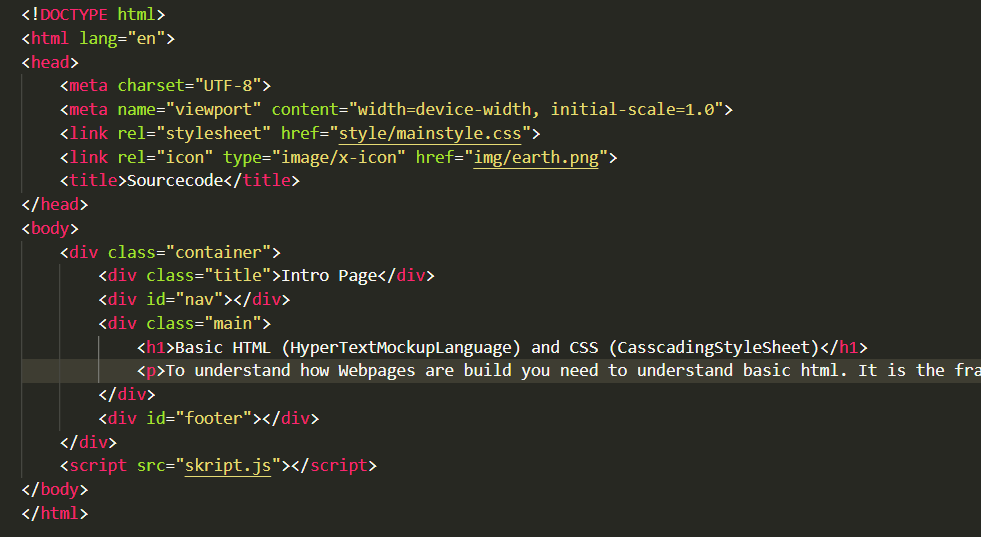 <!DOCTYPE html>
<html lang="en">
<head>
    <meta charset="UTF-8">
    <meta name="viewport" content="width=device-width, initial-scale=1.0">
    <link rel="stylesheet" href="style/mainstyle.css">
    <link rel="icon" type="image/x-icon" href="img/earth.png">
    <title>Sourcecode</title>
</head>
<body>
    <div class="container">
        <div class="title">Intro Page</div>
        <div id="nav"></div>
        <div class="main">
            <h1>Basic HTML (HyperTextMockupLanguage) and CSS (CasscadingStyleSheet)</h1>
            <p>To understand how Webpages are build you need to understand basic html. It is the fra
        </div>
        <div id="footer"></div>
    </div>
    <script src="skript.js"></script>
</body>
</html>